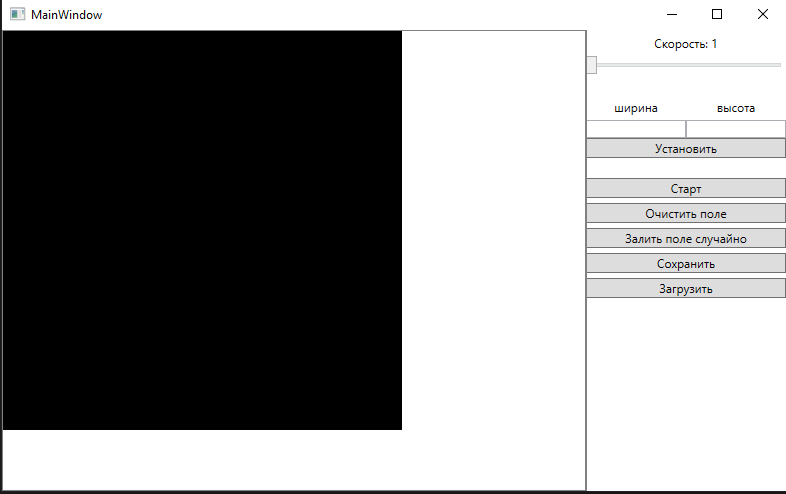 MainWindow
Скорость: 1
ширина высота
Установить
Старт
Очистить поле
Залить поле случайно
Сохранить
Загрузить